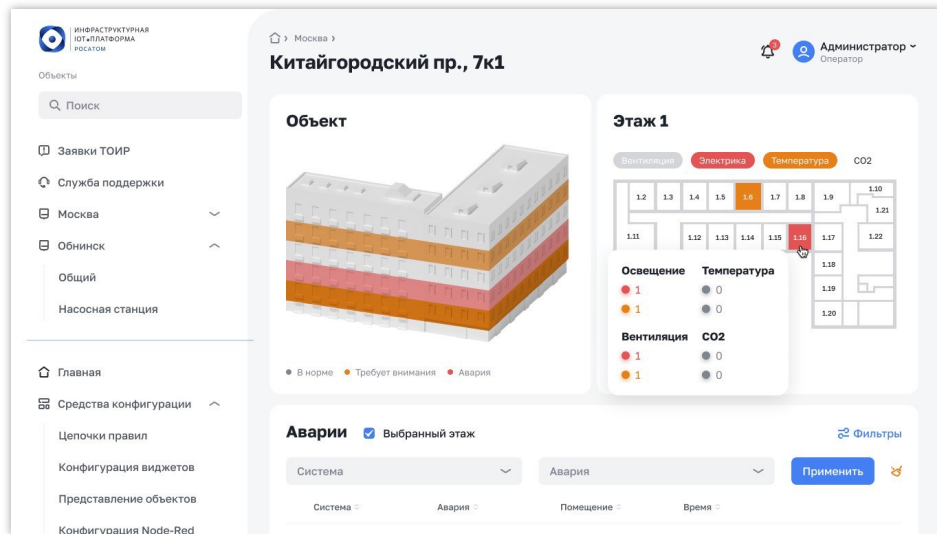 ИНФРАСТРУКТУРНАЯ
IOT•ПЛАТФОРМА
РОСАТОМ
Объекты
Поиск
Заявки ТОИР
Служба поддержки
Москва
Обнинск
Общий
Насосная станция
Главная
Средства конфигурации
Цепочки правил
Конфигурация виджетов
Представление объектов
Конфигурация Node-Red
Москва
Китайгородский пр., 7к1
3
Администратор
Оператор
Объект
В норме Требует внимания Авария
Этаж 1
Вентиляция Электрика Температура CO2
1.2 1.3 1.4 1.5 1.6 1.7 1.8 1.9 1.10
1.21
1.11 1.12 1.13 1.14 1.15 1.16 1.17 1.22
1.18
1.19
1.20
Освещение Температура
1 0
1 0
Вентиляция CO2
1 0
1 0
Аварии Выбранный этаж Фильтры
Система Авария Применить
Система Авария Помещение Время